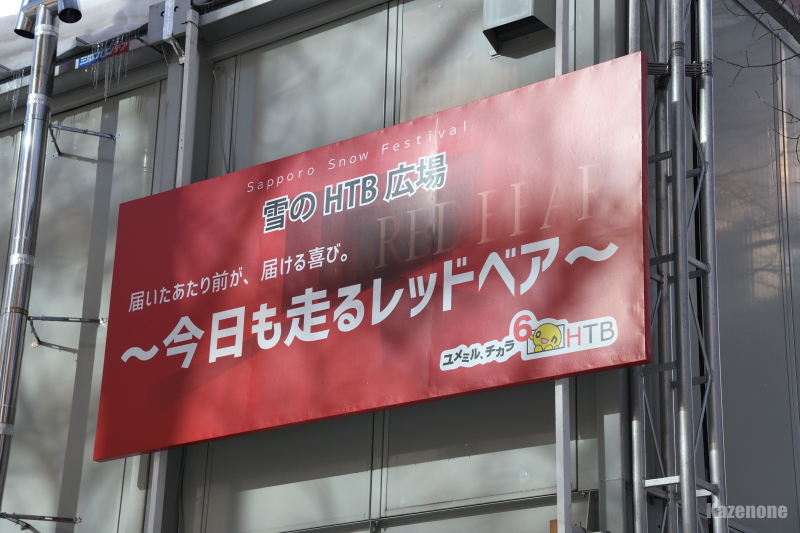 Sapporo Snow Festival
雪の HTB 広場
届いたあたり前が、届ける喜び。
～今日も走るレッドベア～
ユメミル、チカラ
6
HTB
Kazenone